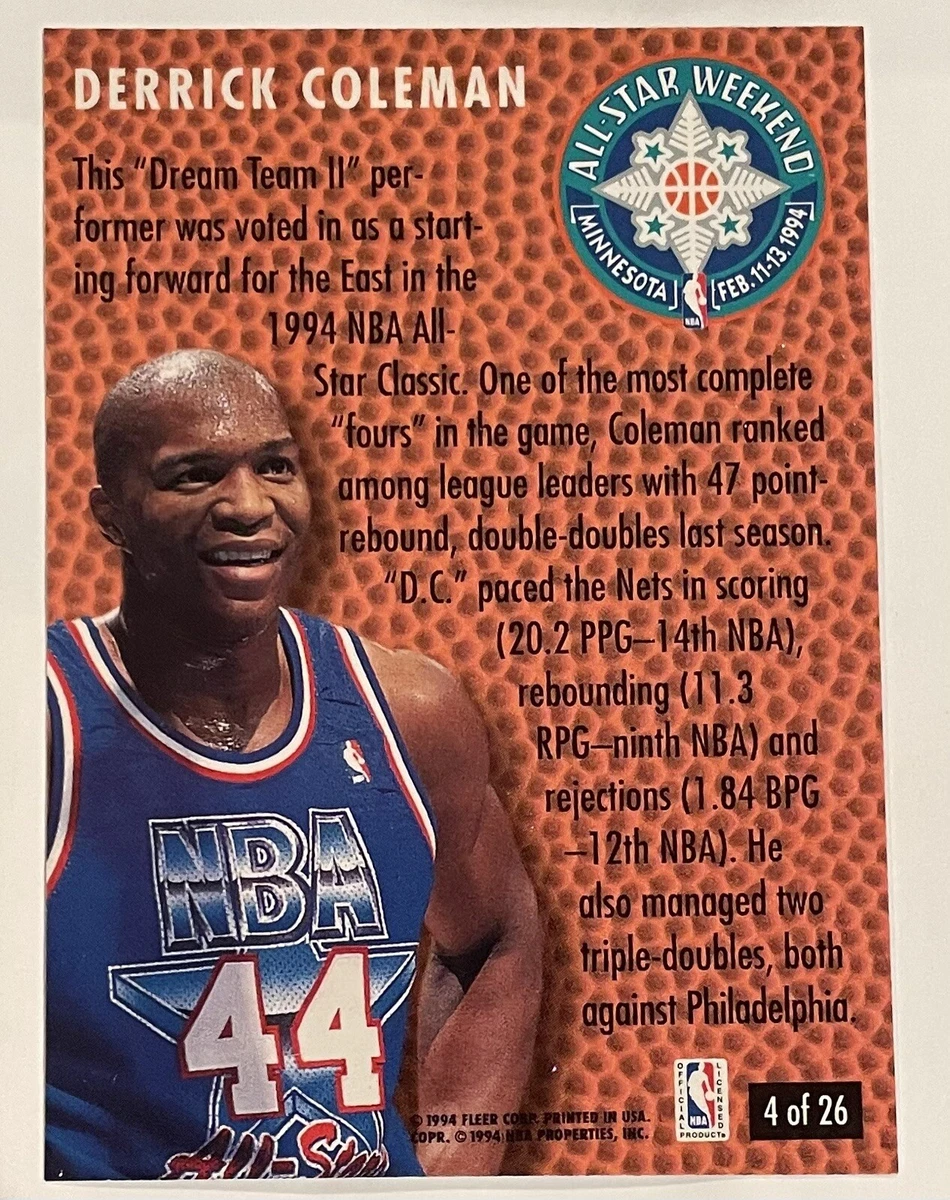 DERRICK COLEMAN
ALL-STAR WEEKEND
MINNESOTA
FEB. 11-13, 1994
NBA
This “Dream Team II” per-
former was voted in as a start-
ing forward for the East in the
1994 NBA All-
Star Classic. One of the most complete
“fours” in the game, Coleman ranked
among league leaders with 47 point-
rebound, double-doubles last season.
“D.C.” paced the Nets in scoring
(20.2 PPG–14th NBA),
rebounding (11.3
RPG–ninth NBA) and
rejections (1.84 BPG
–12th NBA). He
also managed two
triple-doubles, both
against Philadelphia.
NBA
44
All-Star
© 1994 FLEER CORP. PRINTED IN USA.
COPR. © 1994 NBA PROPERTIES, INC.
OFFICIAL
LICENSED
NBA
PRODUCT
4 of 26